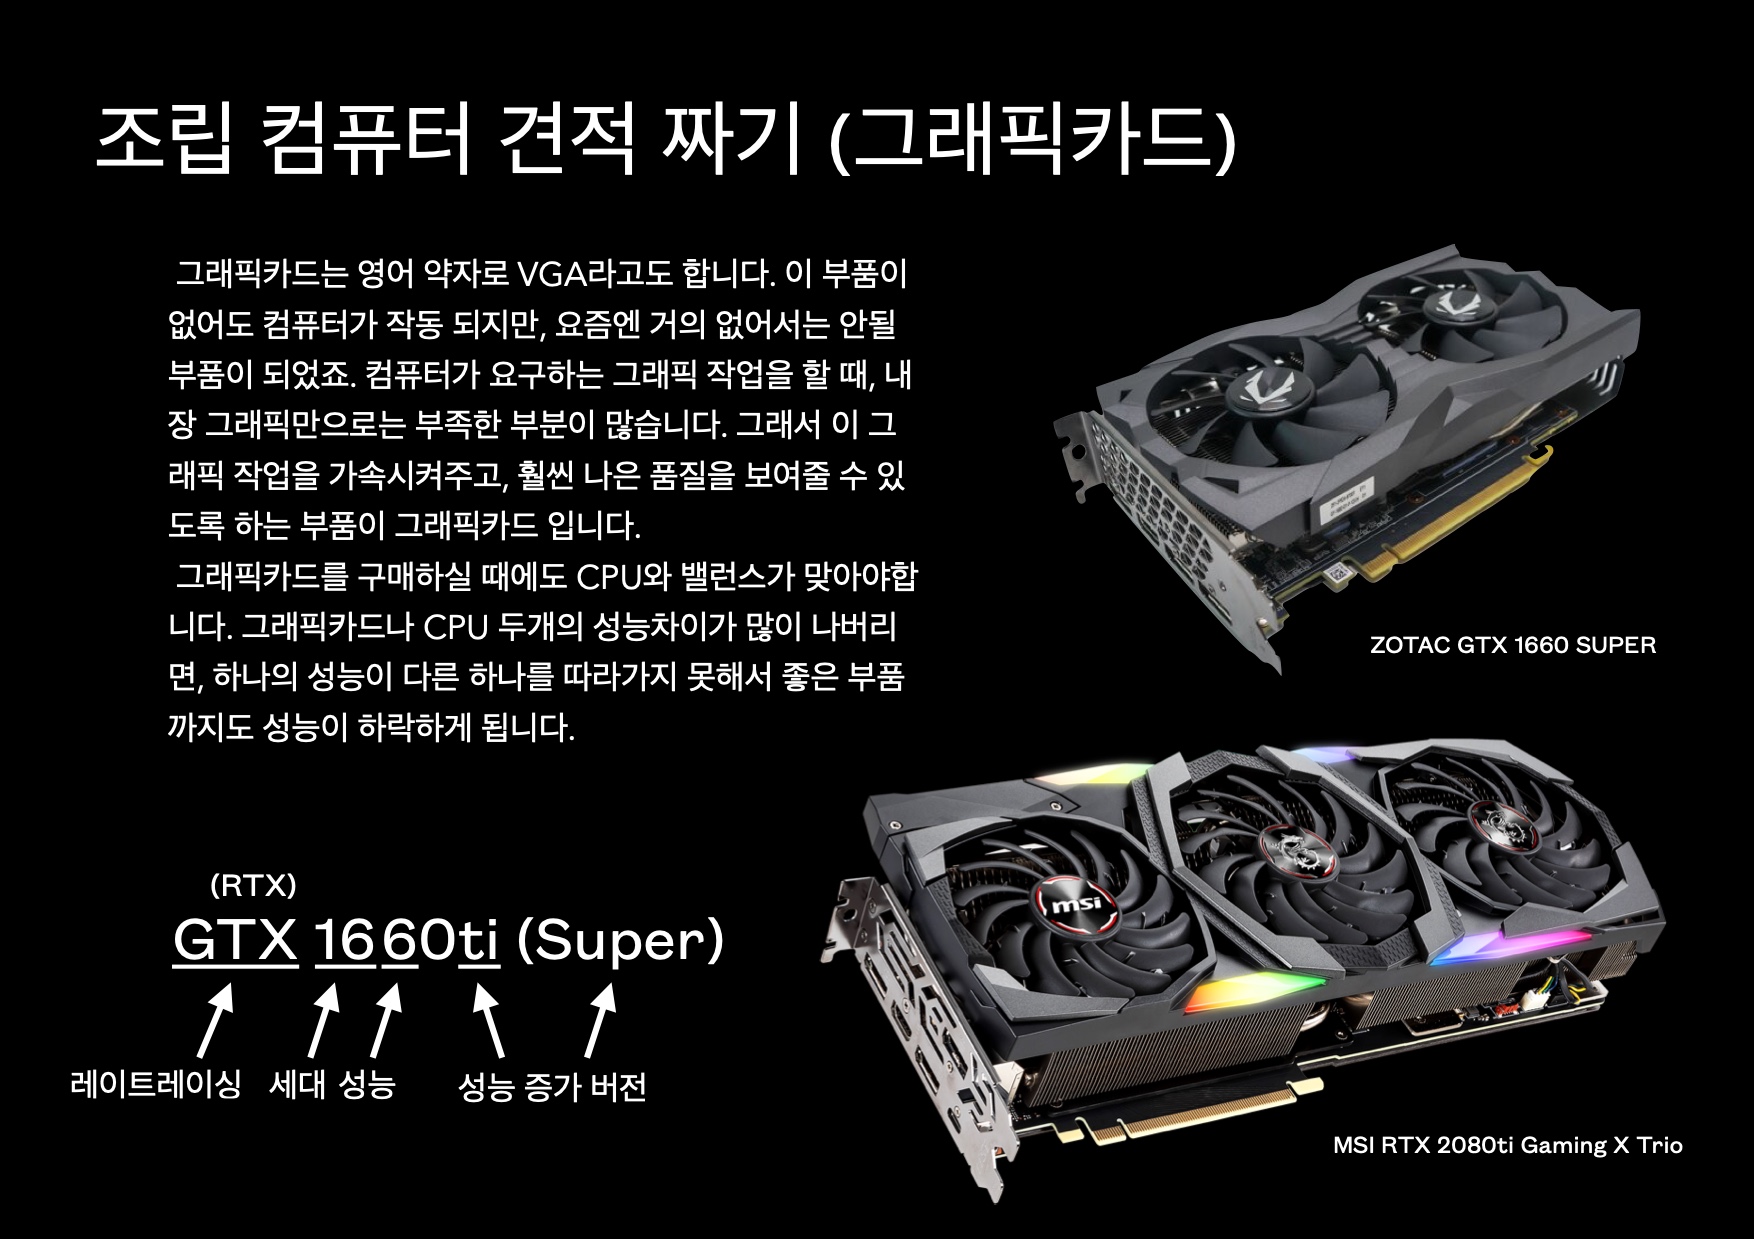 조립 컴퓨터 견적 짜기 (그래픽카드)
그래픽카드는 영어 약자로 VGA라고도 합니다. 이 부품이
없어도 컴퓨터가 작동 되지만, 요즘엔 거의 없어서는 안될
부품이 되었죠. 컴퓨터가 요구하는 그래픽 작업을 할 때, 내
장 그래픽만으로는 부족한 부분이 많습니다. 그래서 이 그
래픽 작업을 가속시켜주고, 훨씬 나은 품질을 보여줄 수 있
도록 하는 부품이 그래픽카드 입니다.
그래픽카드를 구매하실 때에도 CPU와 밸런스가 맞아야합
니다. 그래픽카드나 CPU 두개의 성능차이가 많이 나버리
면, 하나의 성능이 다른 하나를 따라가지 못해서 좋은 부품
까지도 성능이 하락하게 됩니다.
ZOTAC GTX 1660 SUPER
(RTX)
GTX 1660ti (Super)
레이트레이싱 세대 성능 성능 증가 버전
msi
MSI RTX 2080ti Gaming X Trio